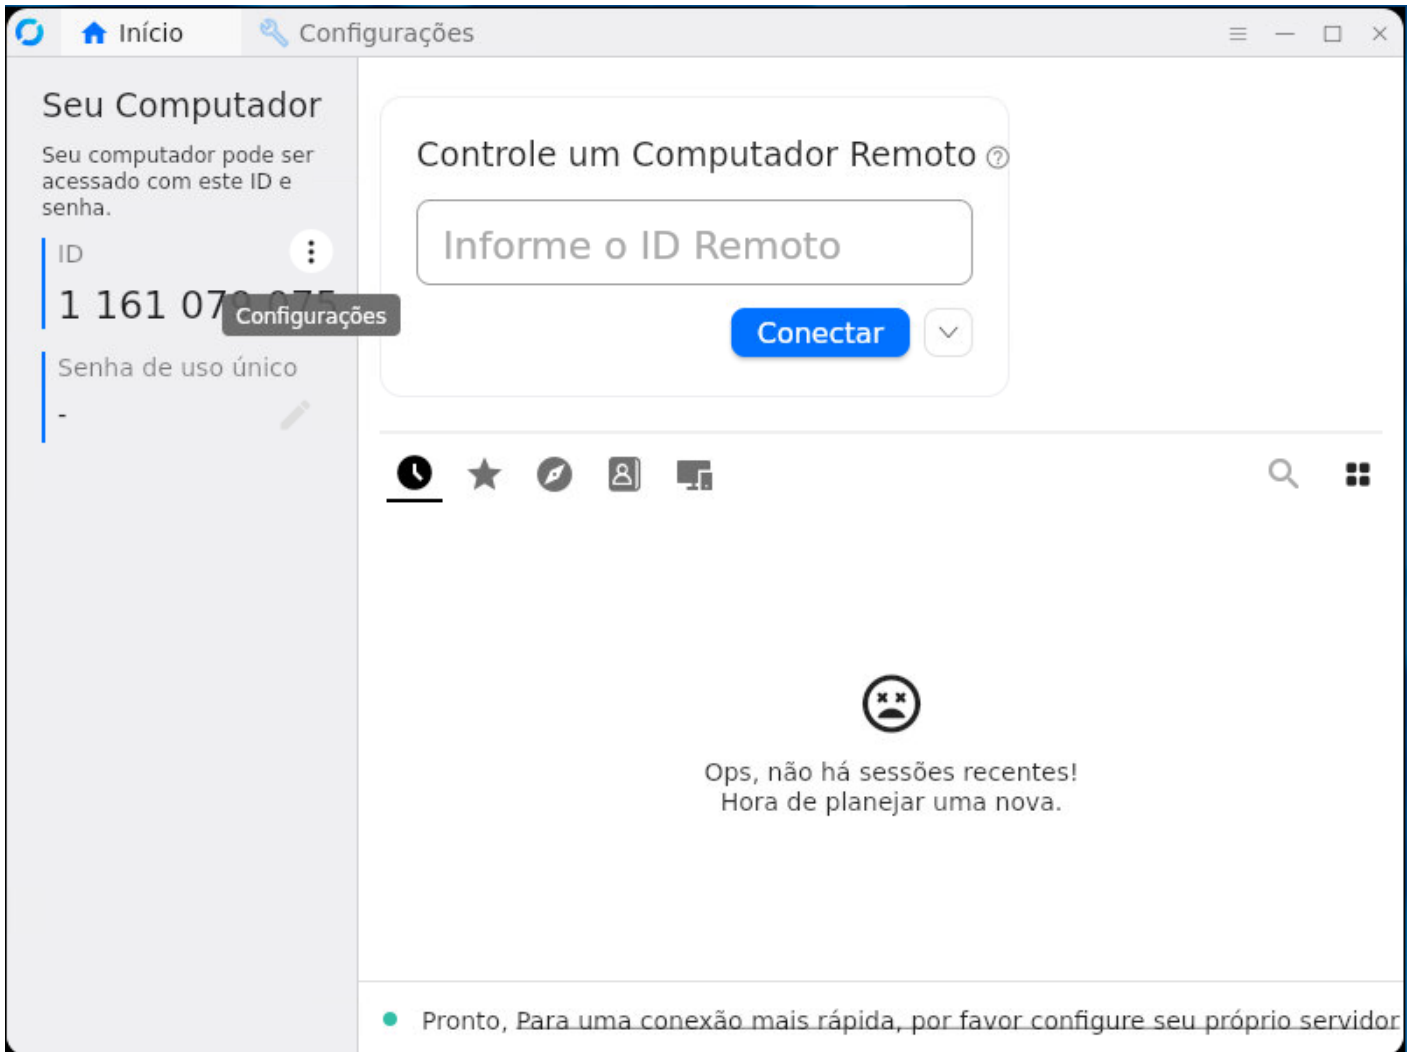 Início
Configurações
Seu Computador
Seu computador pode ser
acessado com este ID e
senha.
ID
1 161 079 075
Configurações
Senha de uso único
-
Controle um Computador Remoto
Informe o ID Remoto
Conectar
Ops, não há sessões recentes!
Hora de planejar uma nova.
Pronto, Para uma conexão mais rápida, por favor configure seu próprio servidor